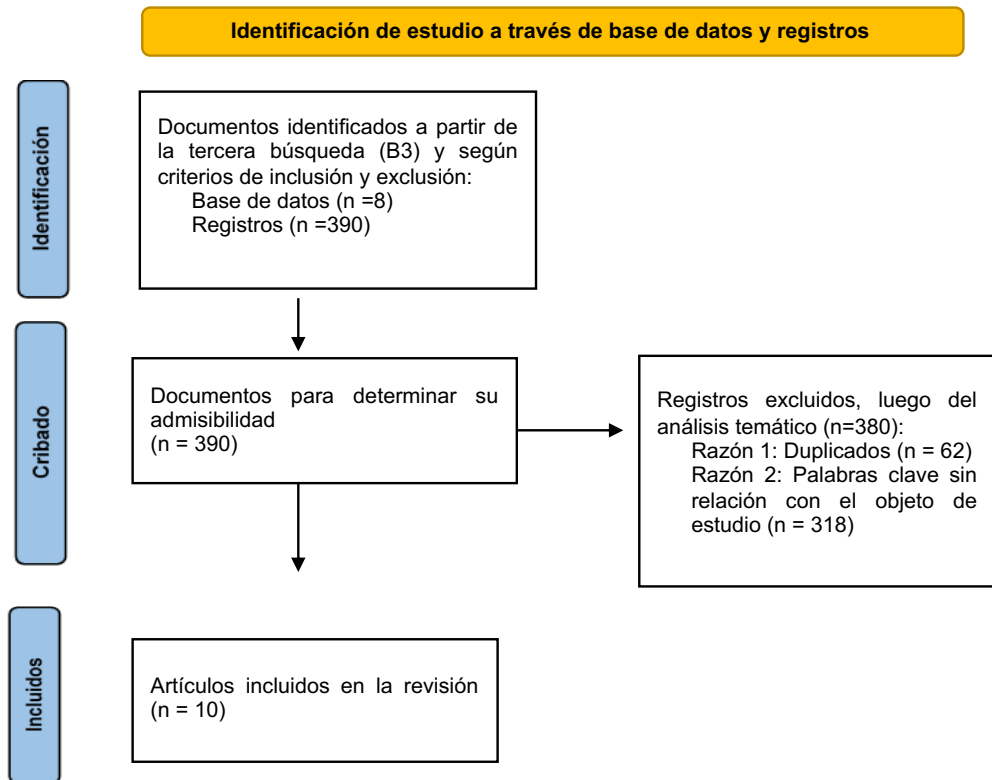 Identificación de estudio a través de base de datos y registros
Identificación
Documentos identificados a partir de
la tercera búsqueda (B3) y según
criterios de inclusión y exclusión:
Base de datos (n =8)
Registros (n =390)
Cribado
Documentos para determinar su
admisibilidad
(n = 390)
Registros excluidos, luego del
análisis temático (n=380):
Razón 1: Duplicados (n = 62)
Razón 2: Palabras clave sin
relación con el objeto de
estudio (n = 318)
Incluidos
Artículos incluidos en la revisión
(n = 10)